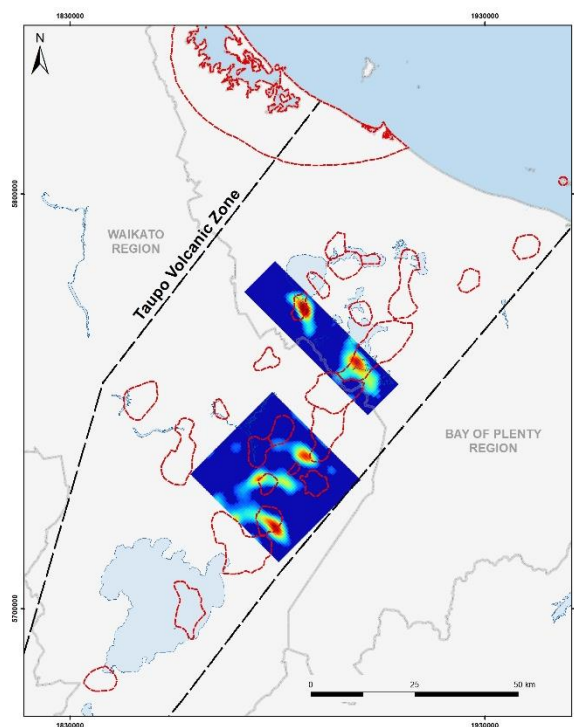 1830000
1930000
N
5800000
WAIKATO
REGION
Taupo Volcanic Zone
BAY OF PLENTY
REGION
5700000
0
25
50 km
1830000
1930000